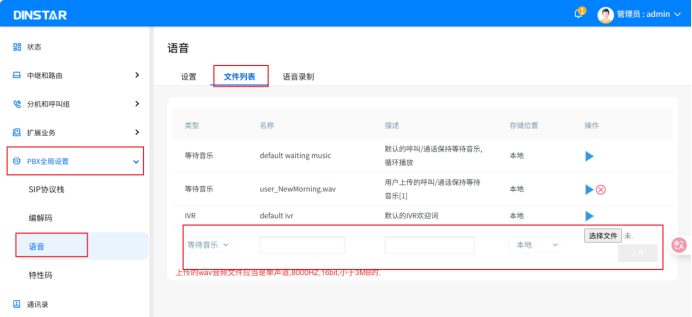 DINSTAR
1
管理员 : admin
状态
中继和路由
分机和呼叫组
扩展业务
PBX全局设置
SIP协议栈
编解码
语音
特性码
通讯录
语音
设置 文件列表 语音录制
类型 名称 描述 存储位置 操作
等待音乐 default waiting music 默认的呼叫/通话保持等待音乐, 本地
循环播放
等待音乐 user_NewMorning.wav 用户上传的呼叫/通话保持等待 本地
音乐[1]
IVR default ivr 默认的IVR欢迎词 本地
等待音乐 本地 选择文件 未.
上传
上传的wav音频文件应当是单声道,8000HZ,16bit,小于3MB的.